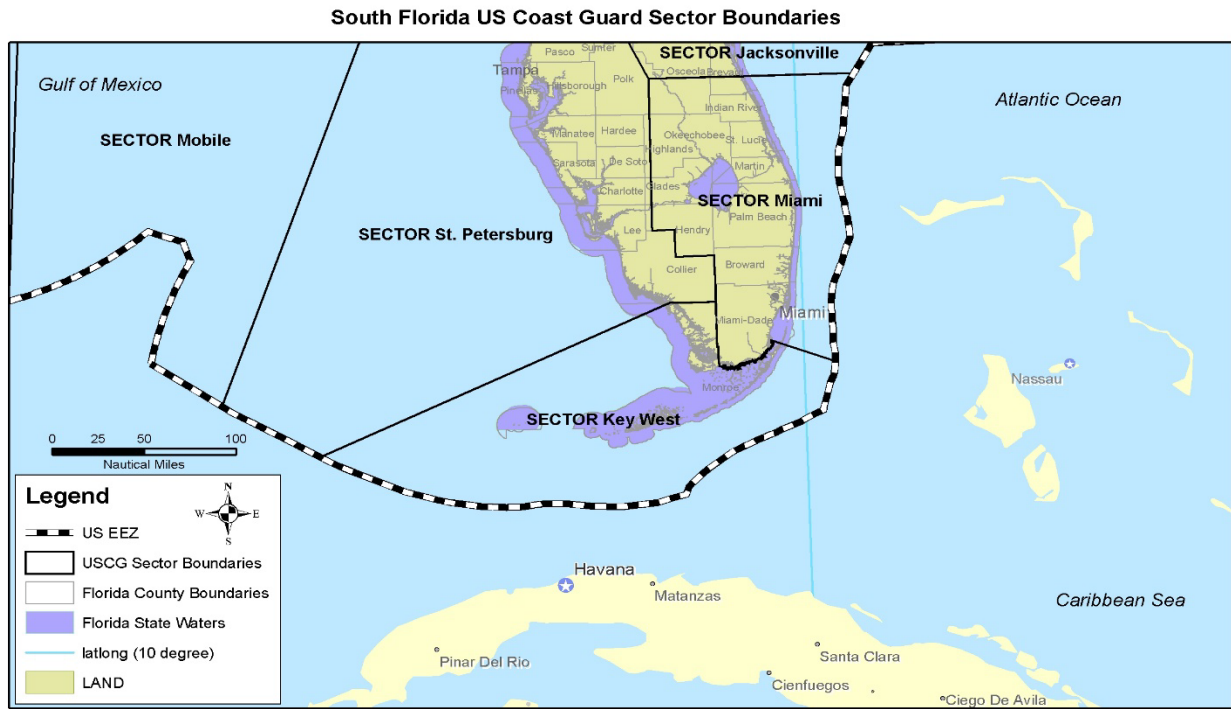 South Florida US Coast Guard Sector Boundaries
Gulf of Mexico
SECTOR Mobile
SECTOR Jacksonville
Atlantic Ocean
Pasco
Sumter
Tampa
Pinellas
Hillsborough
Polk
Osceola
Brevard
Indian River
Manatee
Hardee
Okeechobee
St. Lucie
Highlands
Sarasota
De Soto
Martin
Charlotte
Glades
SECTOR Miami
SECTOR St. Petersburg
Lee
Hendry
Palm Beach
Collier
Broward
Miami
Miami-Dade
Monroe
SECTOR Key West
Nassau
0 25 50 100
Nautical Miles
Legend
N
W E
S
US EEZ
USCG Sector Boundaries
Florida County Boundaries
Florida State Waters
latlong (10 degree)
LAND
Havana
Matanzas
Caribbean Sea
Pinar Del Rio
Santa Clara
Cienfuegos
Ciego De Avila